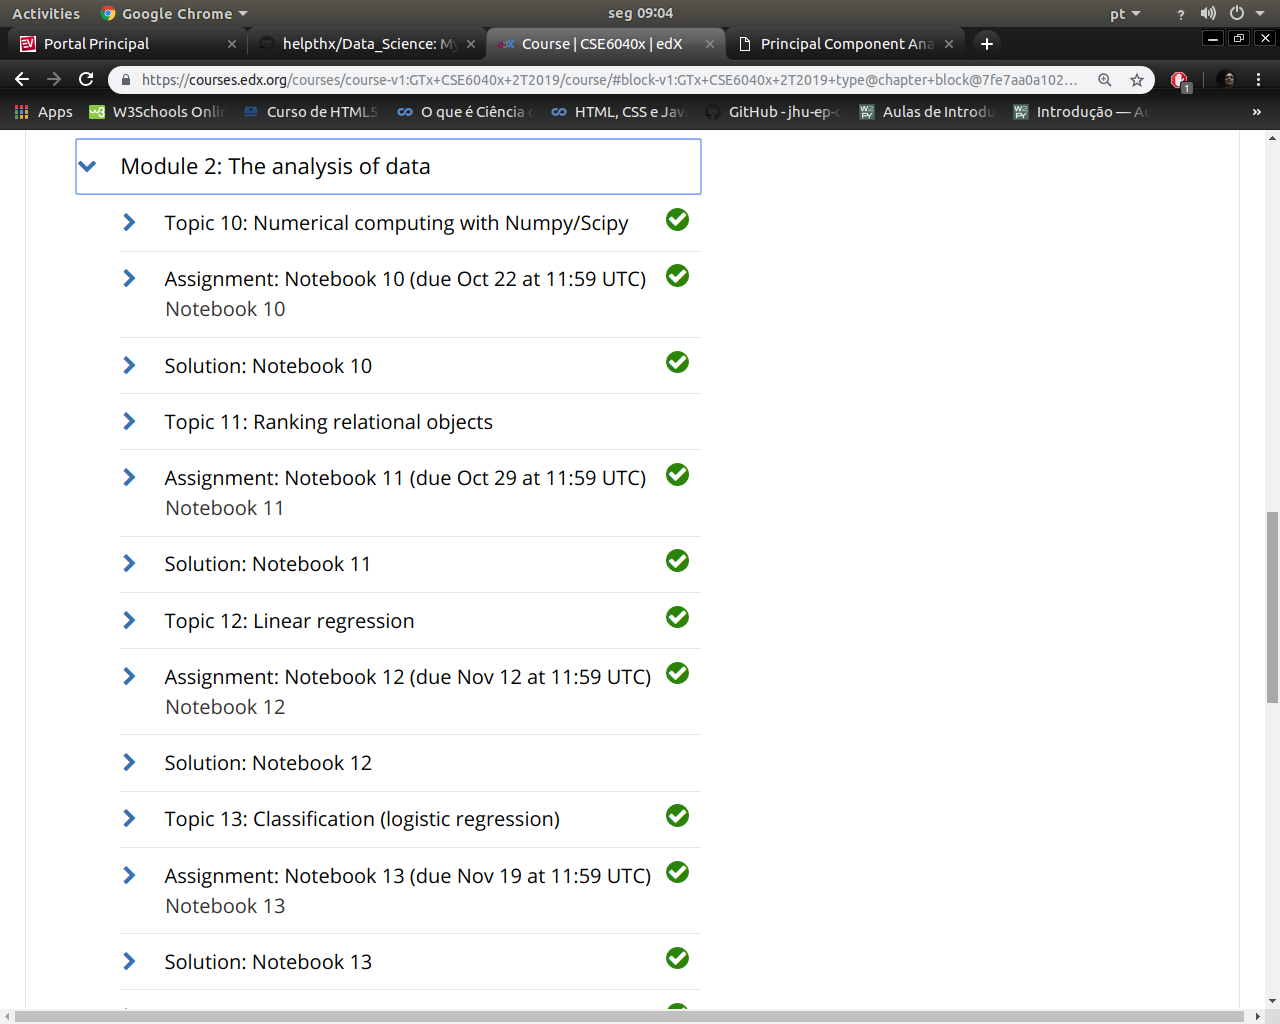 Activities Google Chrome seg 09:04 pt ?
Portal Principal helpthx/Data_Science: My Course | CSE6040x | edX Principal Component Ana
https://courses.edx.org/courses/course-v1:GTx+CSE6040x+2T2019/course/#block-v1:GTx+CSE6040x+2T2019+type@chapter+block@7fe7aa0a102... 1
Apps W3Schools Onlin Curso de HTML5 O que é Ciência HTML, CSS e Java GitHub - jhu-ep-c Aulas de Introdu Introdução — Au »
Module 2: The analysis of data
Topic 10: Numerical computing with Numpy/Scipy
Assignment: Notebook 10 (due Oct 22 at 11:59 UTC)
Notebook 10
Solution: Notebook 10
Topic 11: Ranking relational objects
Assignment: Notebook 11 (due Oct 29 at 11:59 UTC)
Notebook 11
Solution: Notebook 11
Topic 12: Linear regression
Assignment: Notebook 12 (due Nov 12 at 11:59 UTC)
Notebook 12
Solution: Notebook 12
Topic 13: Classification (logistic regression)
Assignment: Notebook 13 (due Nov 19 at 11:59 UTC)
Notebook 13
Solution: Notebook 13